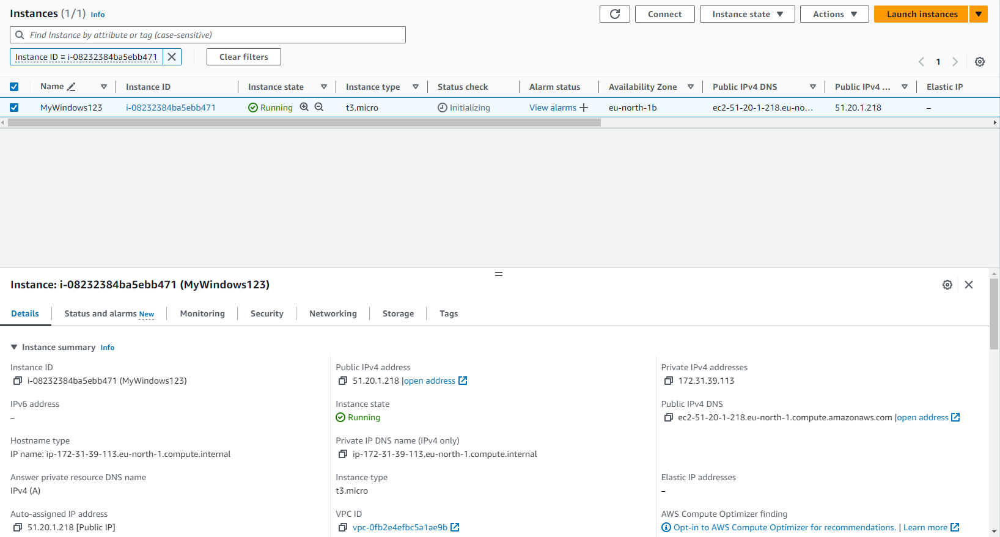 Instances (1/1) Info
Connect
Instance state
Actions
Launch instances
Find Instance by attribute or tag (case-sensitive)
Instance ID = i-08232384ba5ebb471
Clear filters
1
Name Instance ID Instance state Instance type Status check Alarm status Availability Zone Public IPv4 DNS Public IPv4 ... Elastic IP
MyWindows123 i-08232384ba5ebb471 Running t3.micro Initializing View alarms + eu-north-1b ec2-51-20-1-218.eu-no... 51.20.1.218 –
Instance: i-08232384ba5ebb471 (MyWindows123)
Details Status and alarms New Monitoring Security Networking Storage Tags
Instance summary Info
Instance ID
i-08232384ba5ebb471 (MyWindows123)
Public IPv4 address
51.20.1.218 |open address
Private IPv4 addresses
172.31.39.113
IPv6 address
–
Instance state
Running
Public IPv4 DNS
ec2-51-20-1-218.eu-north-1.compute.amazonaws.com |open address
Hostname type
IP name: ip-172-31-39-113.eu-north-1.compute.internal
Private IP DNS name (IPv4 only)
ip-172-31-39-113.eu-north-1.compute.internal
Answer private resource DNS name
IPv4 (A)
Instance type
t3.micro
Elastic IP addresses
–
Auto-assigned IP address
51.20.1.218 [Public IP]
VPC ID
vpc-0fb2e4efbc5a1ae9b
AWS Compute Optimizer finding
Opt-in to AWS Compute Optimizer for recommendations. | Learn more